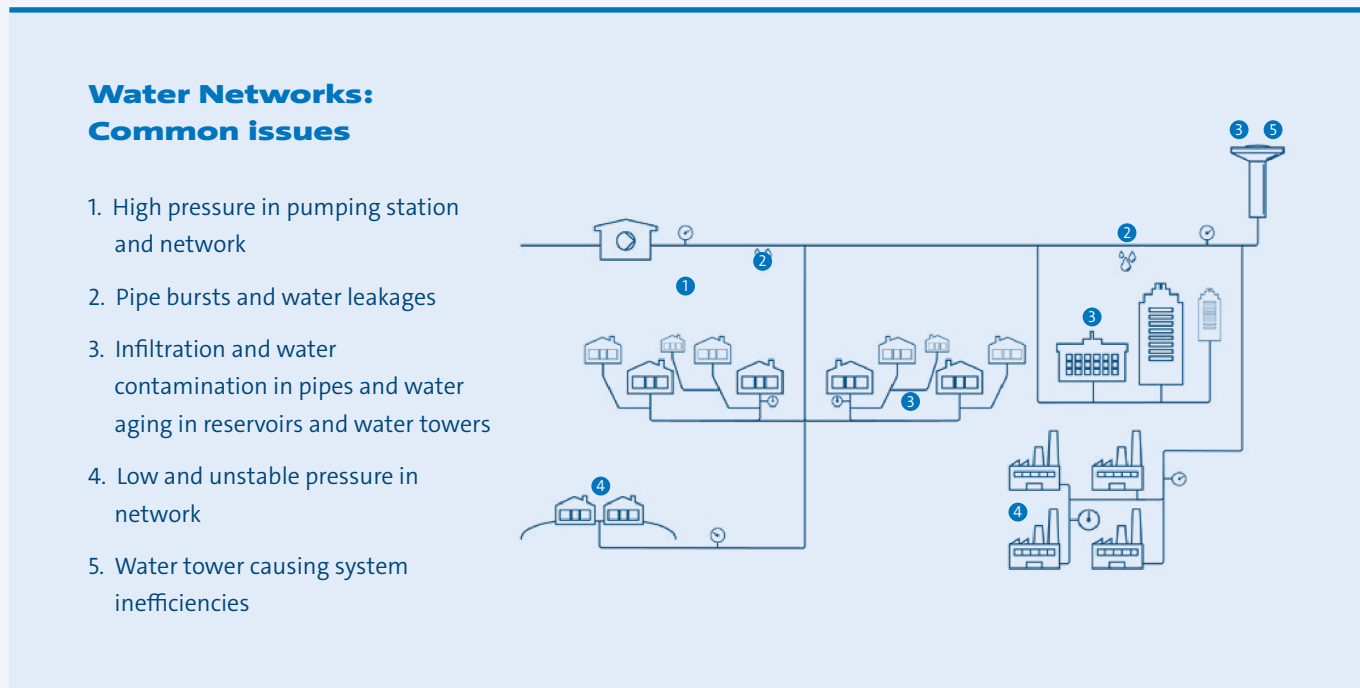 Water Networks:
Common issues
1. High pressure in pumping station
and network
2. Pipe bursts and water leakages
3. Infiltration and water
contamination in pipes and water
aging in reservoirs and water towers
4. Low and unstable pressure in
network
5. Water tower causing system
inefficiencies
3 5
2
2
1
3
3
4
4